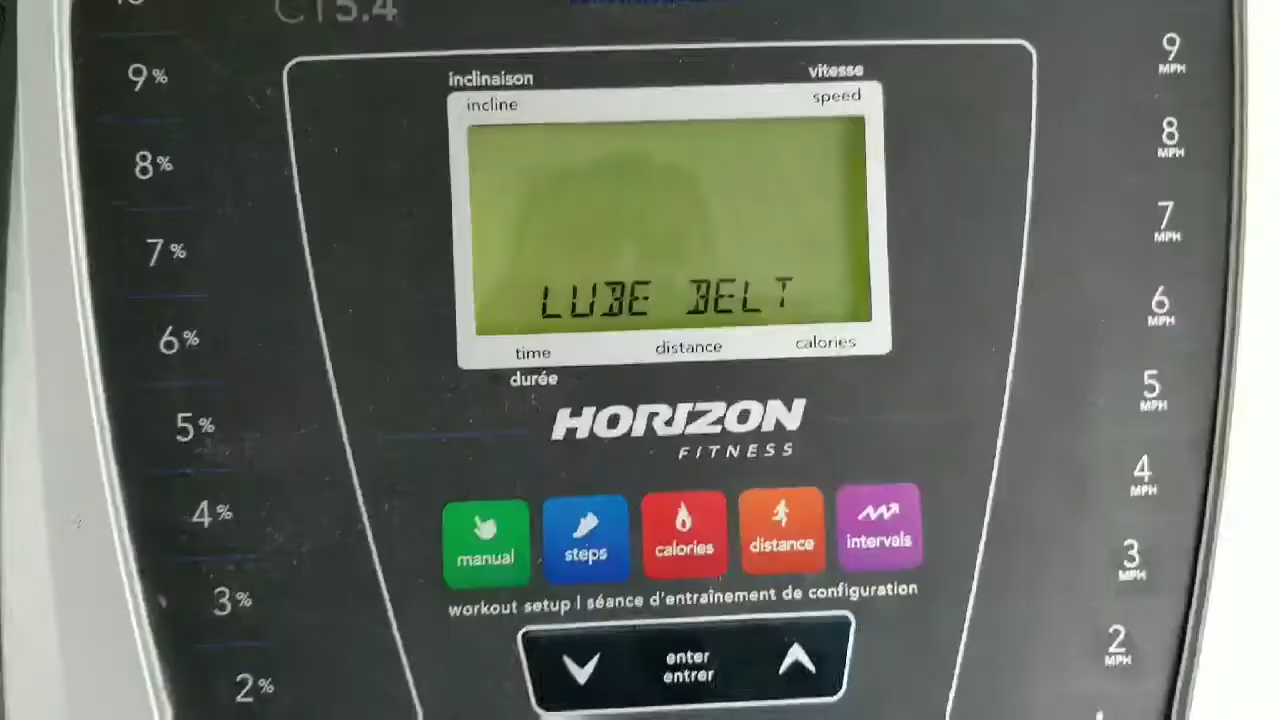 CT5.4
inclinaison
vitesse
incline
speed
LUBE BELT
time
distance
calories
durée
HORIZON
FITNESS
manual
steps
calories
distance
intervals
workout setup | séance d'entraînement de configuration
enter
entrer
9%
8%
7%
6%
5%
4%
3%
2%
9
MPH
8
MPH
7
MPH
6
MPH
5
MPH
4
MPH
3
MPH
2
MPH